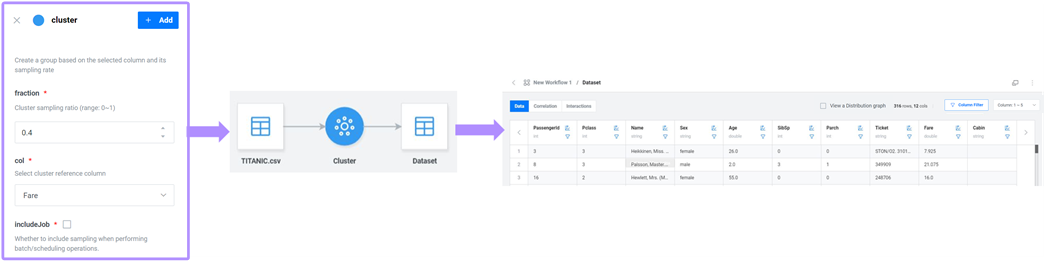 cluster
+ Add
Create a group based on the selected column and its
sampling rate
fraction *
Cluster sampling ratio (range: 0~1)
0.4
col *
Select cluster reference column
Fare
includeJob *
Whether to include sampling when performing
batch/scheduling operations.
TITANIC.csv
Cluster
Dataset
New Workflow 1 / Dataset
Data Correlation Interactions
View a Distribution graph 316 rows, 12 cols Column Filter Column 1 ~ 8
PassengerId Pclass Name Sex Age SibSp Parch Ticket Fare Cabin
int int string string double int int string double string
1 3 3 Heikkinen, Miss. ... female 26.0 0 0 STON/O2. 3101... 7.925
2 8 3 Palsson, Master.... male 2.0 3 1 349909 21.075
3 16 2 Hewlett, Mrs. (M... female 55.0 0 0 248706 16.0